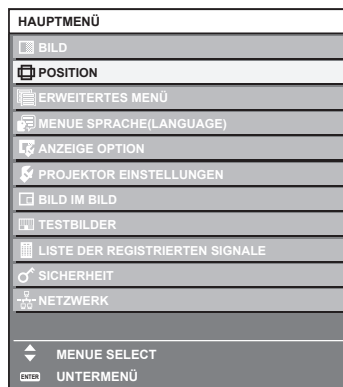 HAUPTMENÜ
BILD
POSITION
ERWEITERTES MENÜ
MENUE SPRACHE(LANGUAGE)
ANZEIGE OPTION
PROJEKTOR EINSTELLUNGEN
BILD IM BILD
TESTBILDER
LISTE DER REGISTRIERTEN SIGNALE
SICHERHEIT
NETZWERK
MENUE SELECT
ENTER UNTERMENÜ